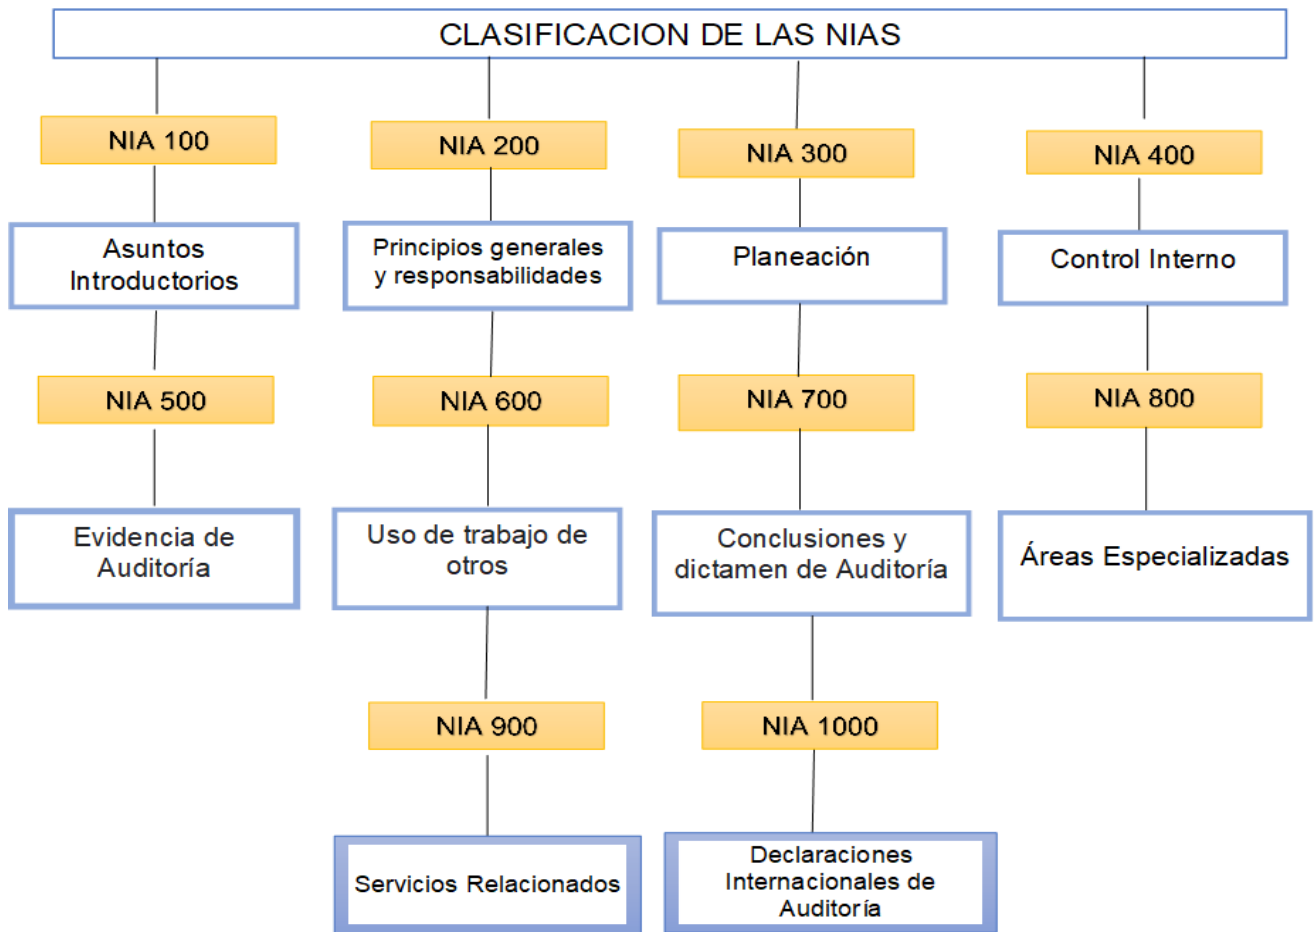 CLASIFICACION DE LAS NIAS
NIA 100
NIA 200
NIA 300
NIA 400
Asuntos
Introductorios
Principios generales
y responsabilidades
Planeación
Control Interno
NIA 500
NIA 600
NIA 700
NIA 800
Evidencia de
Auditoría
Uso de trabajo de
otros
Conclusiones y
dictamen de Auditoría
Áreas Especializadas
NIA 900
NIA 1000
Servicios Relacionados
Declaraciones
Internacionales de
Auditoría